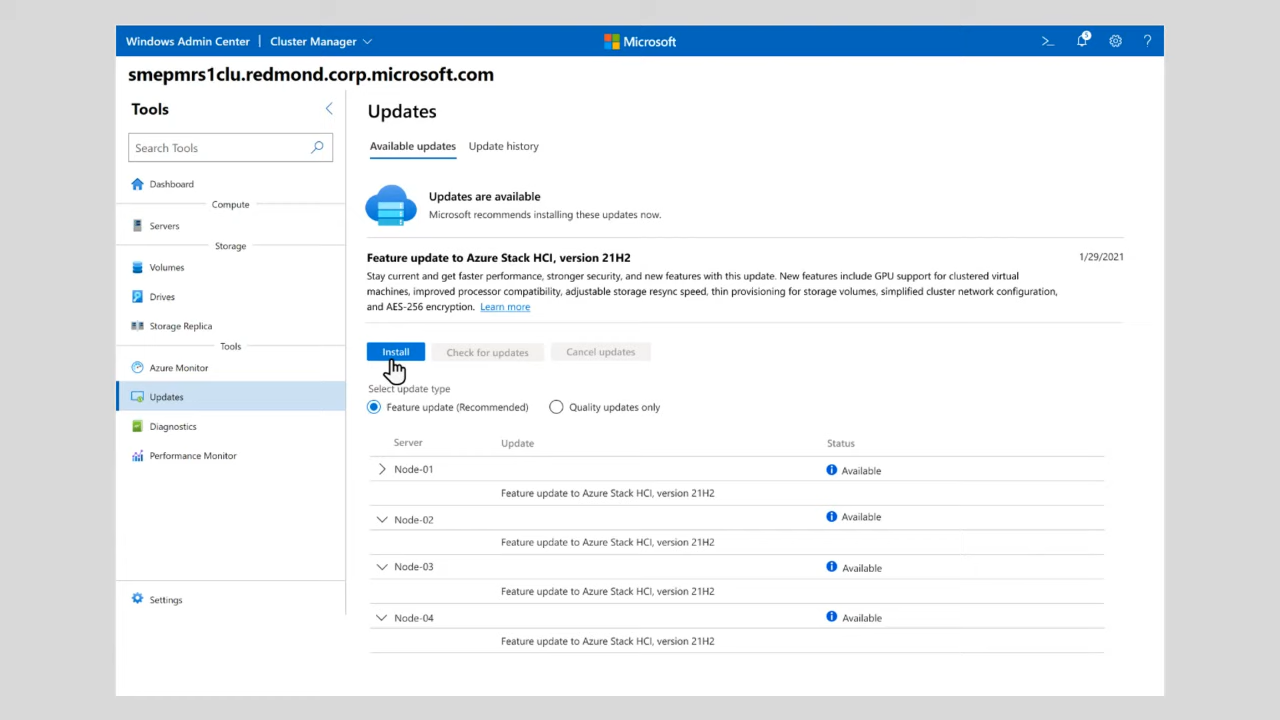 Windows Admin Center | Cluster Manager
Microsoft
5
?
smepmrs1clu.redmond.corp.microsoft.com
Tools
Search Tools
Dashboard
Compute
Servers
Storage
Volumes
Drives
Storage Replica
Tools
Azure Monitor
Updates
Diagnostics
Performance Monitor
Settings
Updates
Available updates
Update history
Updates are available
Microsoft recommends installing these updates now.
Feature update to Azure Stack HCI, version 21H2
1/29/2021
Stay current and get faster performance, stronger security, and new features with this update. New features include GPU support for clustered virtual
machines, improved processor compatibility, adjustable storage resync speed, thin provisioning for storage volumes, simplified cluster network configuration,
and AES-256 encryption. Learn more
Install
Check for updates
Cancel updates
Select update type
Feature update (Recommended)
Quality updates only
Server Update Status
Node-01 Available
Feature update to Azure Stack HCI, version 21H2
Node-02 Available
Feature update to Azure Stack HCI, version 21H2
Node-03 Available
Feature update to Azure Stack HCI, version 21H2
Node-04 Available
Feature update to Azure Stack HCI, version 21H2